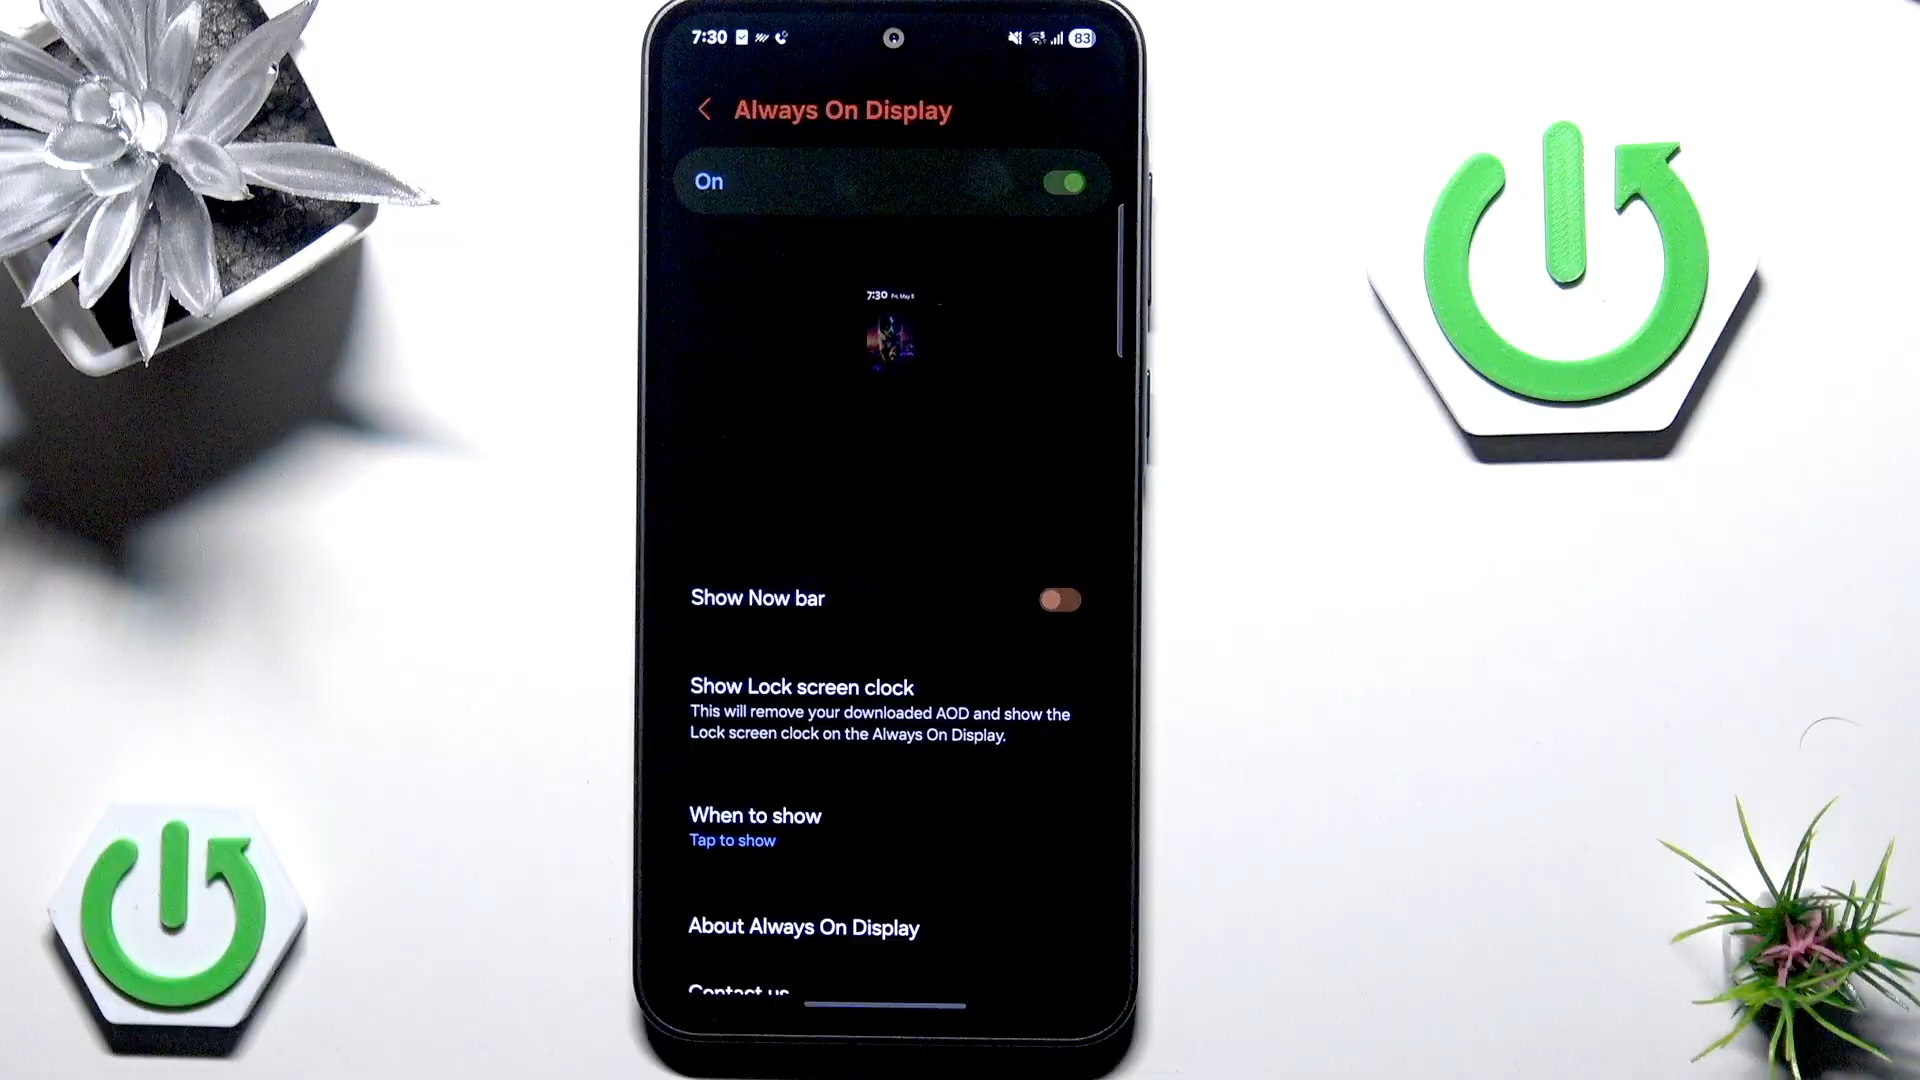 7:30
83
Always On Display
On
7:30 Fri, May 9
Show Now bar
Show Lock screen clock
This will remove your downloaded AOD and show the
Lock screen clock on the Always On Display.
When to show
Tap to show
About Always On Display
Contact us